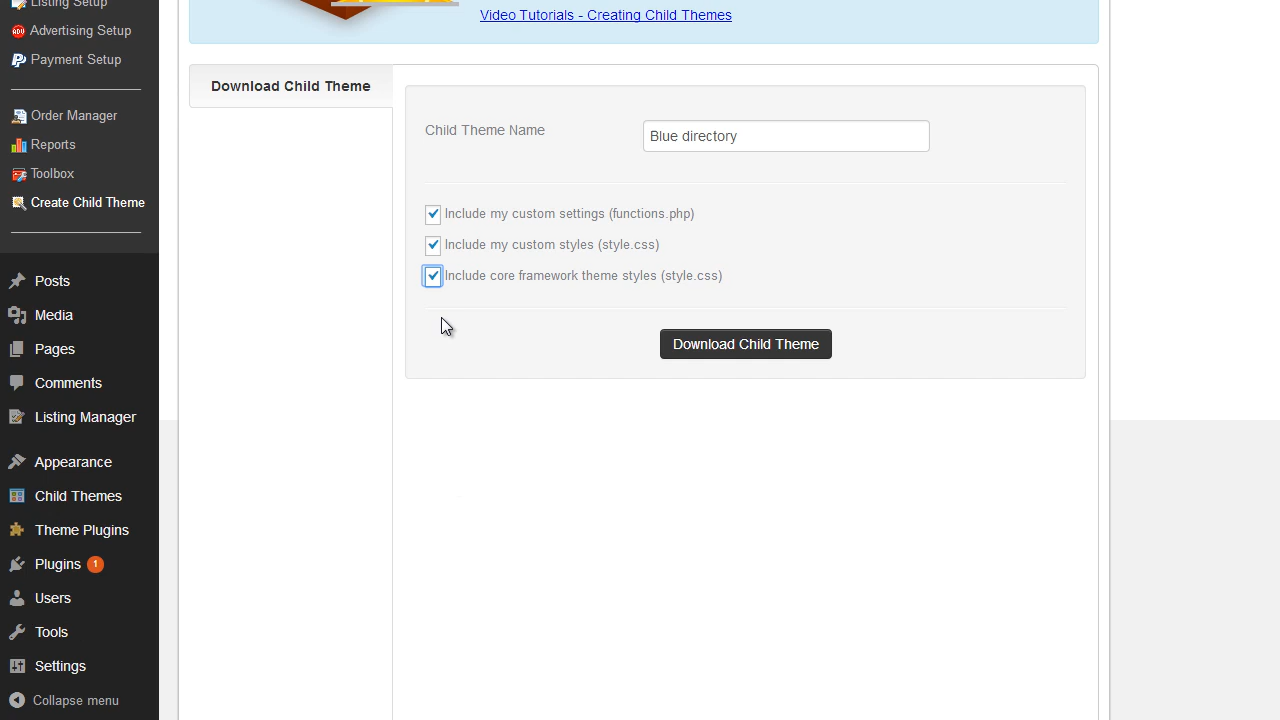 Listing Setup
Advertising Setup
Payment Setup
Order Manager
Reports
Toolbox
Create Child Theme
Posts
Media
Pages
Comments
Listing Manager
Appearance
Child Themes
Theme Plugins
Plugins 1
Users
Tools
Settings
Collapse menu
Video Tutorials - Creating Child Themes
Download Child Theme
Child Theme Name
Blue directory
Include my custom settings (functions.php)
Include my custom styles (style.css)
Include core framework theme styles (style.css)
Download Child Theme